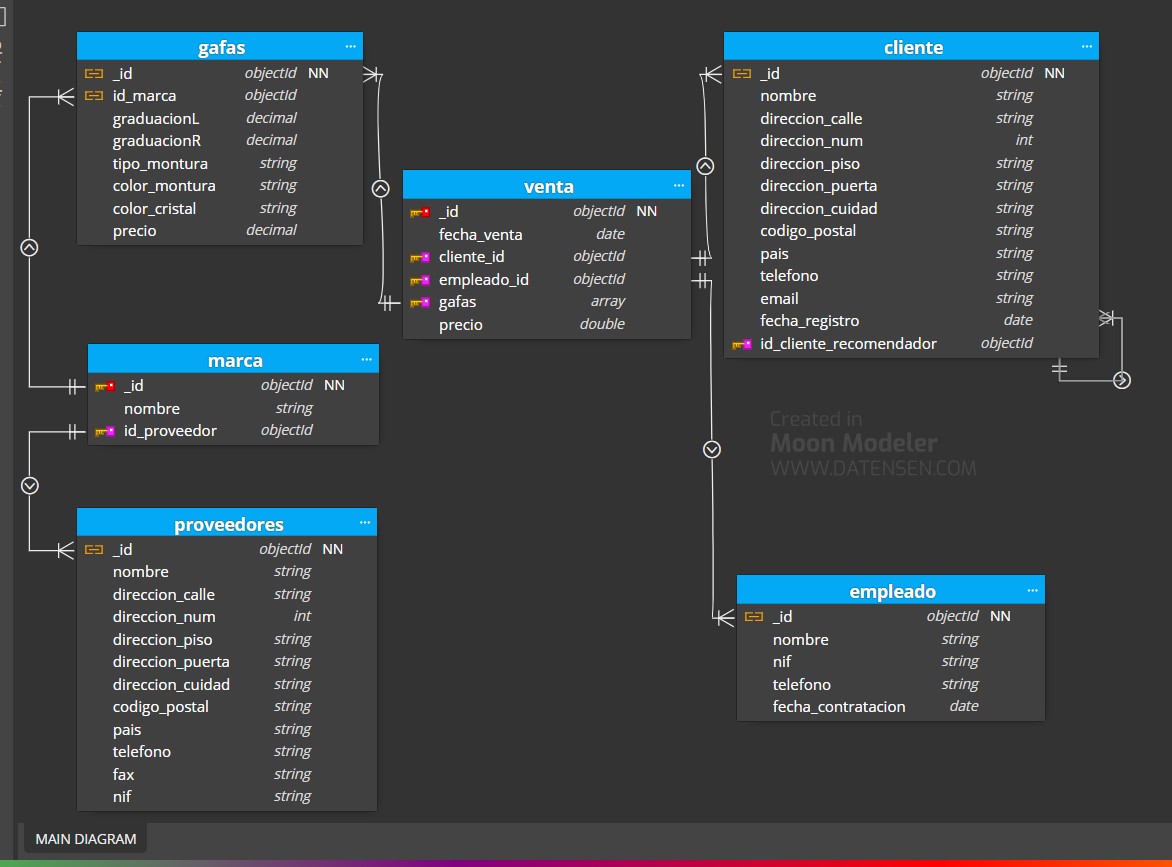 gafas ...
_id objectId NN
id_marca objectId
graduacionL decimal
graduacionR decimal
tipo_montura string
color_montura string
color_cristal string
precio decimal
cliente ...
_id objectId NN
nombre string
direccion_calle string
direccion_num int
direccion_piso string
direccion_puerta string
direccion_cuidad string
codigo_postal string
pais string
telefono string
email string
fecha_registro date
id_cliente_recomendador objectId
venta ...
_id objectId NN
fecha_venta date
cliente_id objectId
empleado_id objectId
gafas array
precio double
marca ...
_id objectId NN
nombre string
id_proveedor objectId
Created in
Moon Modeler
WWW.DATENSEN.COM
proveedores ...
_id objectId NN
nombre string
direccion_calle string
direccion_num int
direccion_piso string
direccion_puerta string
direccion_cuidad string
codigo_postal string
pais string
telefono string
fax string
nif string
empleado ...
_id objectId NN
nombre string
nif string
telefono string
fecha_contratacion date
MAIN DIAGRAM